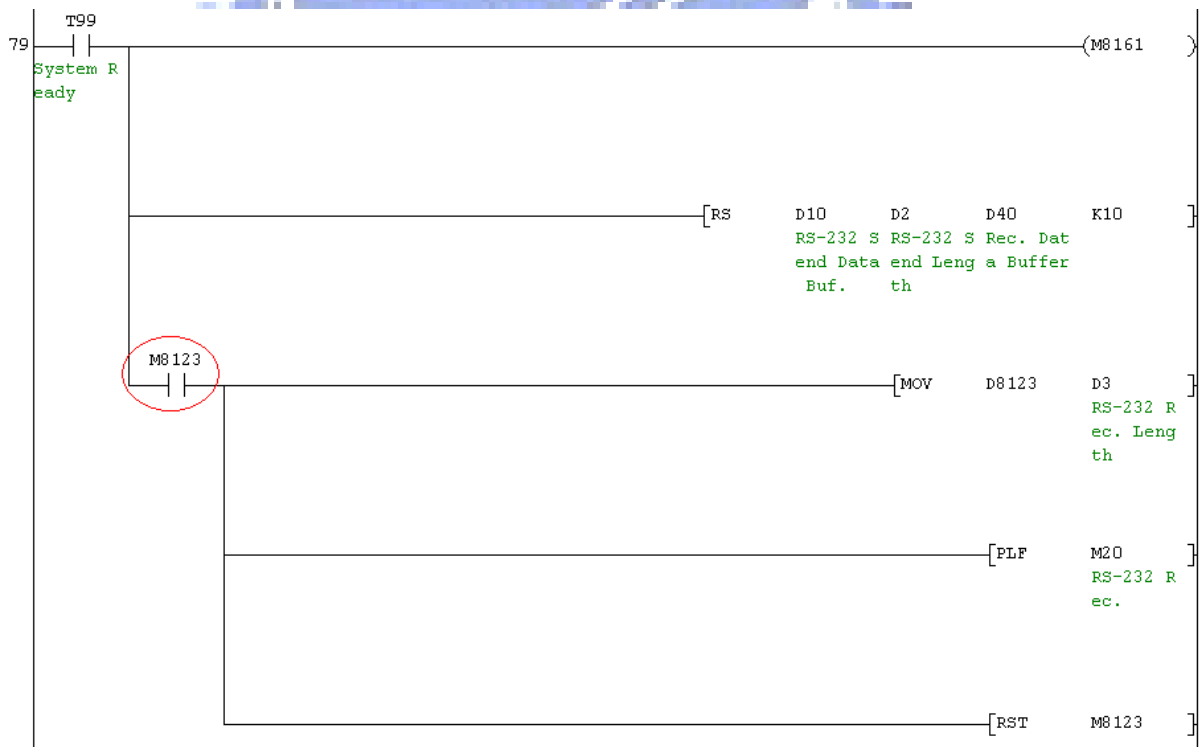 T99
79
(M8161 )
System R
eady
[RS D10 D2 D40 K10 ]
RS-232 S RS-232 S Rec. Dat
end Data end Leng a Buffer
Buf. th
M8123
[MOV D8123 D3 ]
RS-232 R
ec. Leng
th
[PLF M20 ]
RS-232 R
ec.
[RST M8123 ]